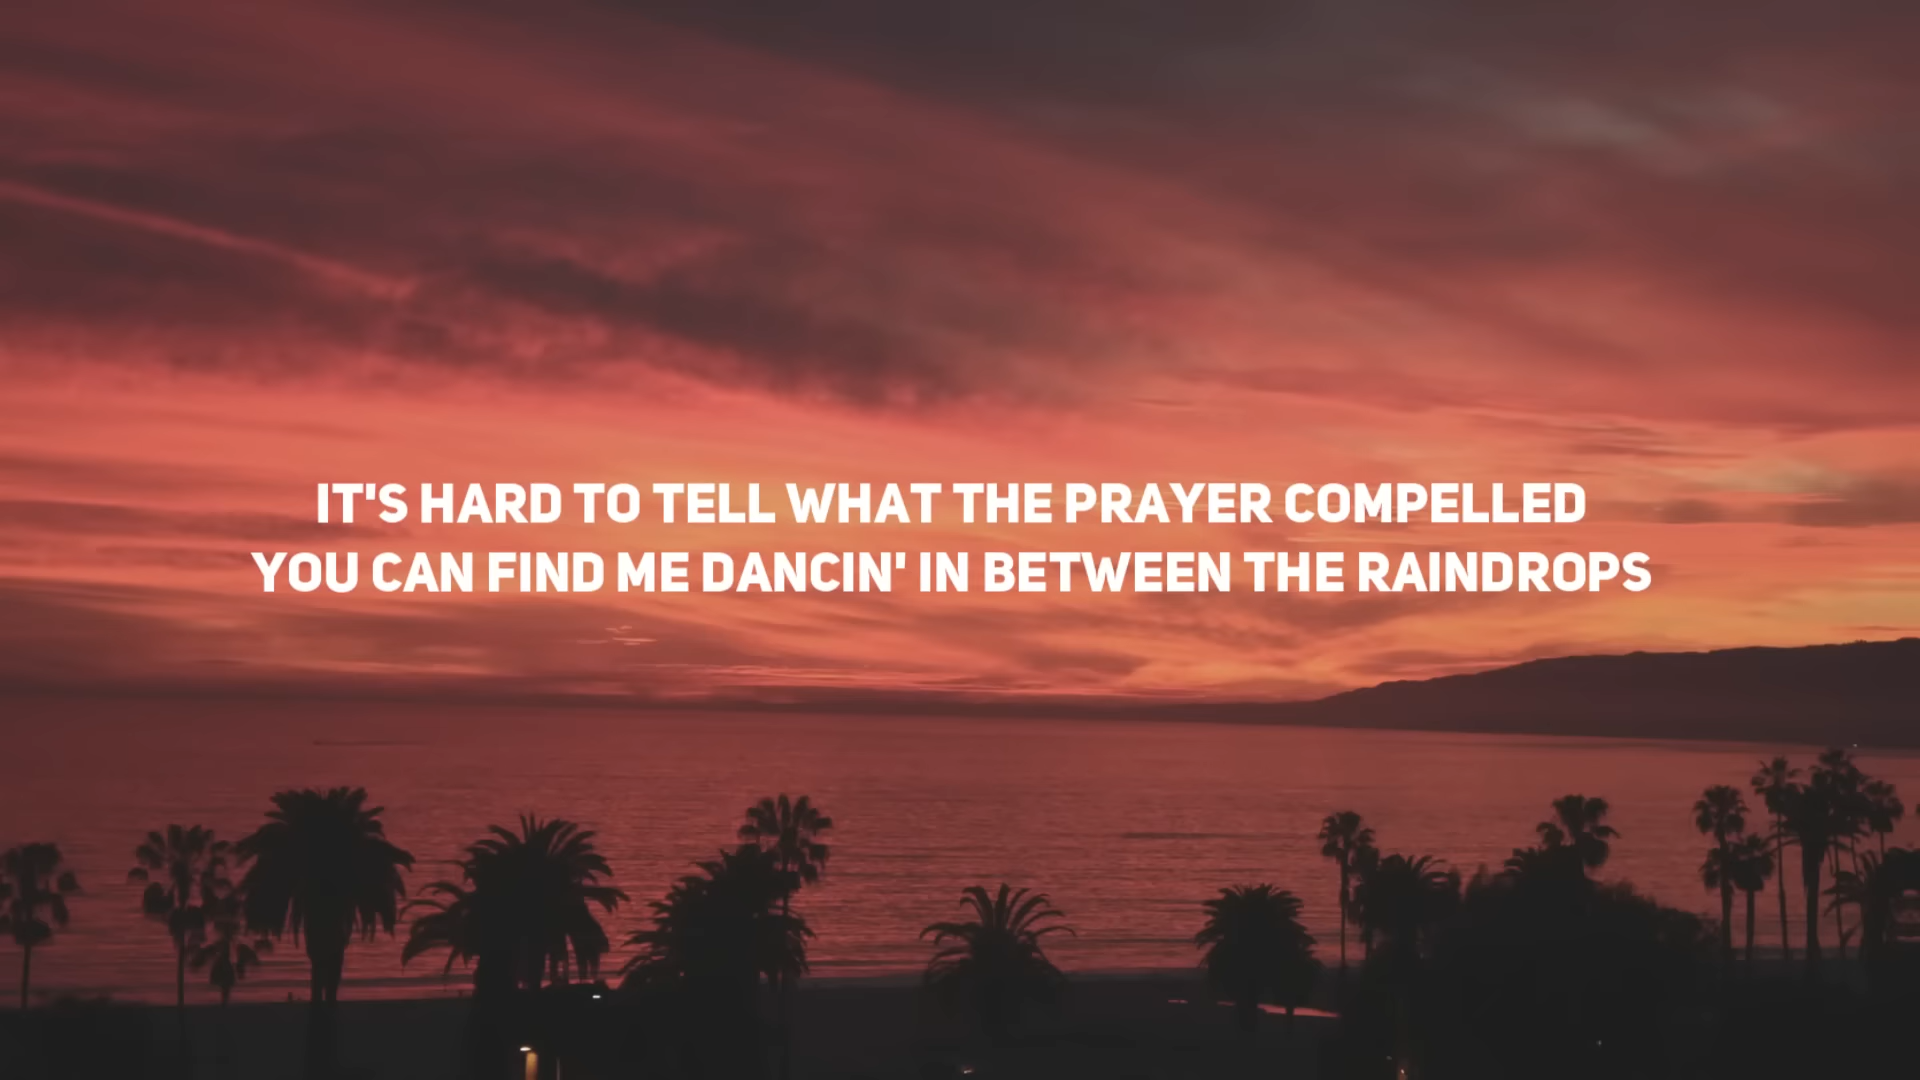 IT'S HARD TO TELL WHAT THE PRAYER COMPELLED
YOU CAN FIND ME DANCIN' IN BETWEEN THE RAINDROPS